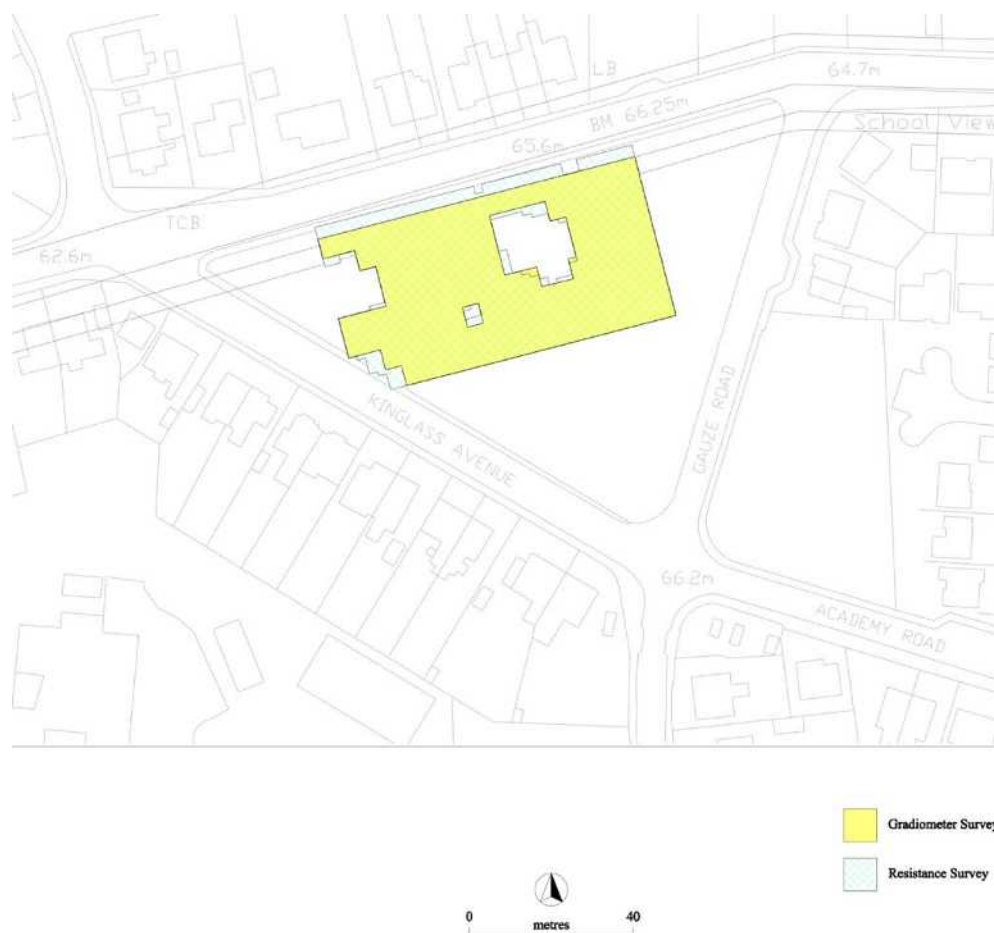 LB
64.7m
BM 66.25m
School View
65.6m
TCB
62.6m
KINGLASS AVENUE
GAUZE ROAD
66.2m
ACADEMY ROAD
Gradiometer Survey
Resistance Survey
0 40
metres